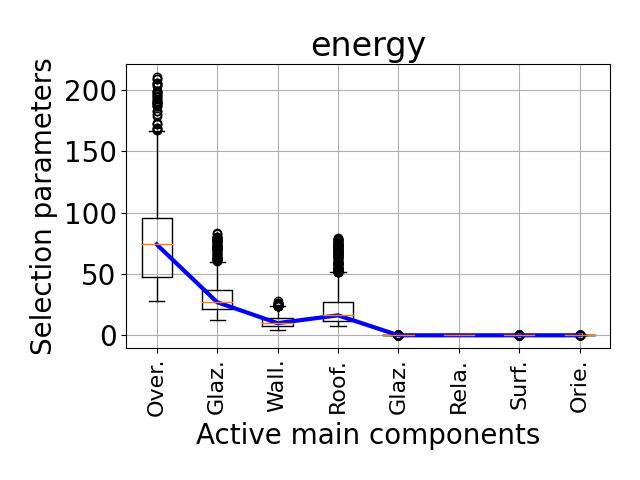 energy
Selection parameters
200
150
100
50
0
Over.
Glaz.
Wall.
Roof.
Glaz.
Rela.
Surf.
Orie.
Active main components